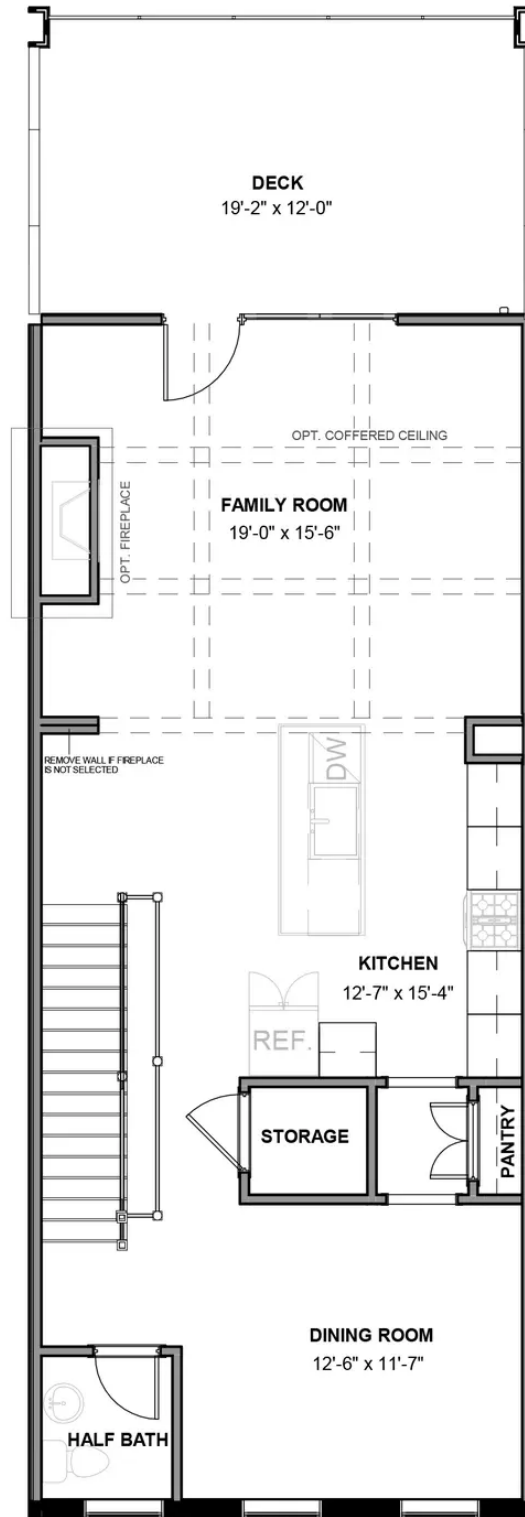 DECK
19'-2" x 12'-0"
OPT. COFFERED CEILING
FAMILY ROOM
19'-0" x 15'-6"
OPT. FIREPLACE
REMOVE WALL IF FIREPLACE
IS NOT SELECTED
DW
KITCHEN
12'-7" x 15'-4"
REF.
STORAGE
PANTRY
DINING ROOM
12'-6" x 11'-7"
HALF BATH